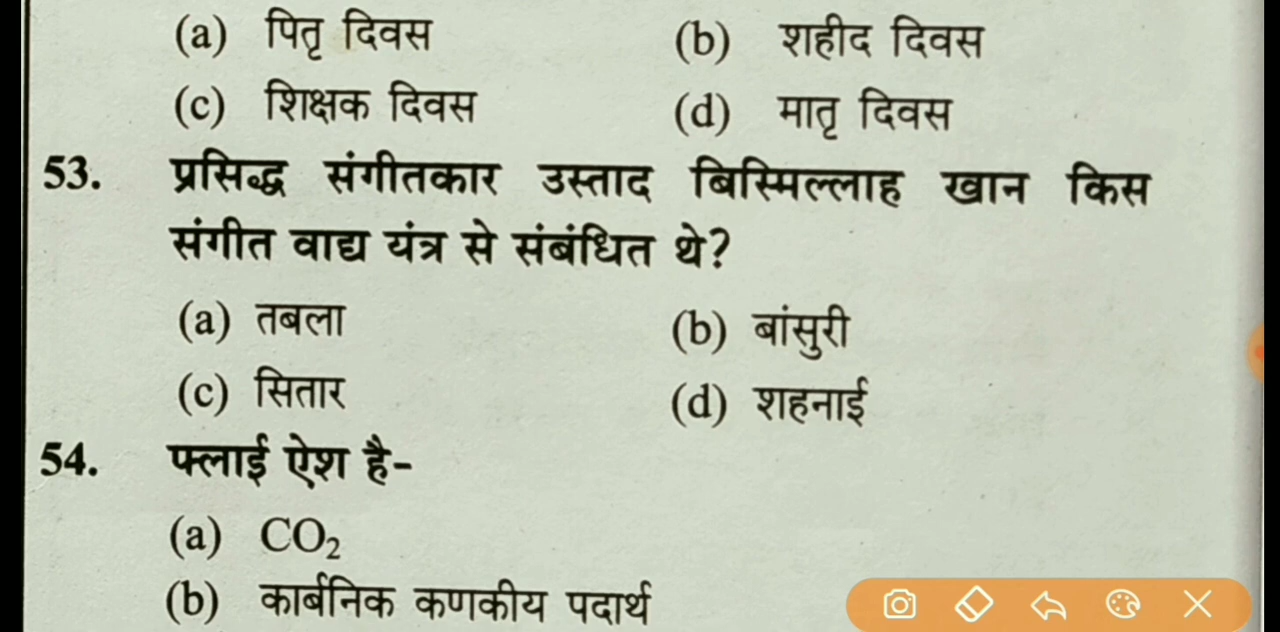 (a) पितृ दिवस (b) शहीद दिवस
(c) शिक्षक दिवस (d) मातृ दिवस
53. प्रसिद्ध संगीतकार उस्ताद बिस्मिल्लाह खान किस
संगीत वाद्य यंत्र से संबंधित थे?
(a) तबला (b) बांसुरी
(c) सितार (d) शहनाई
54. फ्लाई ऐश है-
(a) CO₂
(b) कार्बनिक कणकीय पदार्थ